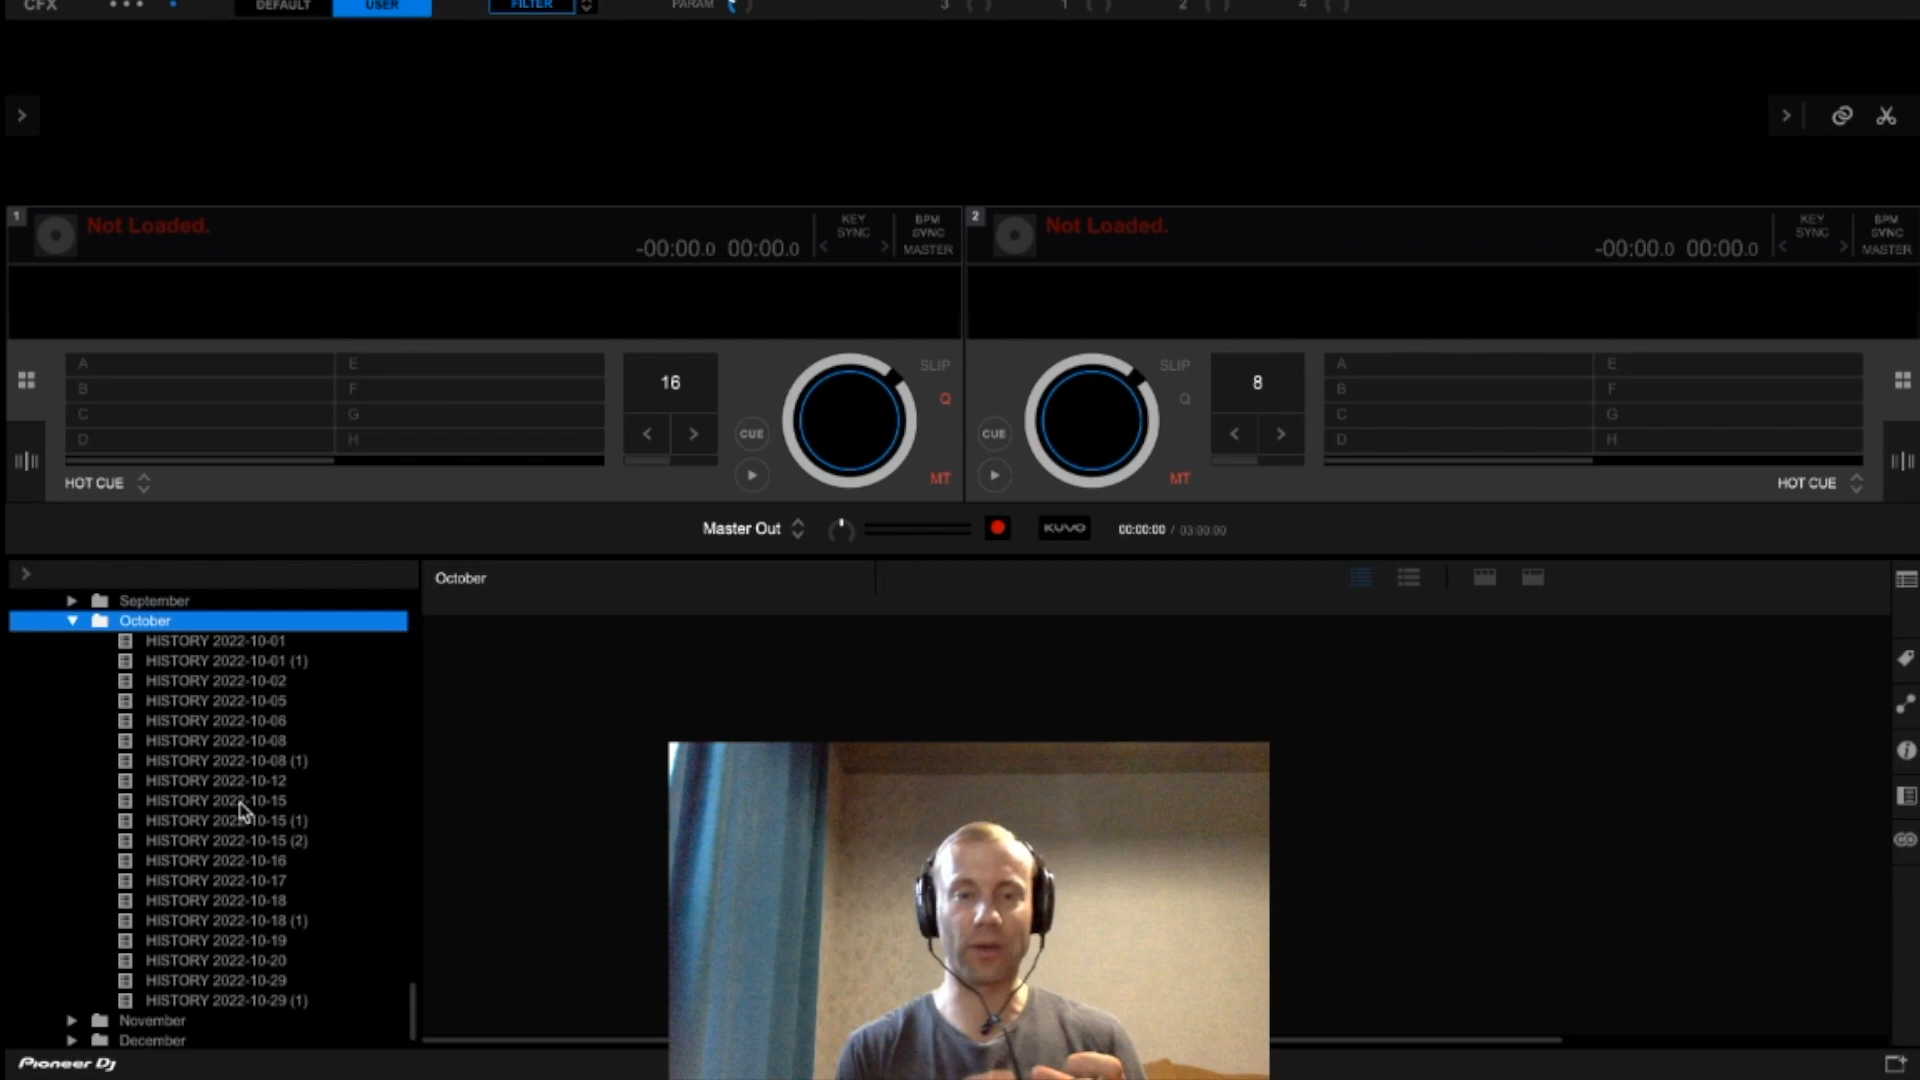 CFX DEFAULT USER FILTER PARAM 3 1 2 4
1 Not Loaded. -00:00.0 00:00.0 KEY SYNC BPM SYNC MASTER
2 Not Loaded. -00:00.0 00:00.0 KEY SYNC BPM SYNC MASTER
A E 16 SLIP SLIP 8 A E
B F Q Q B F
C G C G
D H CUE CUE D H
HOT CUE MT MT HOT CUE
Master Out KUVO 00:00:00 / 03:00:00
October
September
October
HISTORY 2022-10-01
HISTORY 2022-10-01 (1)
HISTORY 2022-10-02
HISTORY 2022-10-05
HISTORY 2022-10-06
HISTORY 2022-10-08
HISTORY 2022-10-08 (1)
HISTORY 2022-10-12
HISTORY 2022-10-15
HISTORY 2022-10-15 (1)
HISTORY 2022-10-15 (2)
HISTORY 2022-10-16
HISTORY 2022-10-17
HISTORY 2022-10-18
HISTORY 2022-10-18 (1)
HISTORY 2022-10-19
HISTORY 2022-10-20
HISTORY 2022-10-29
HISTORY 2022-10-29 (1)
November
December
Pioneer Dj